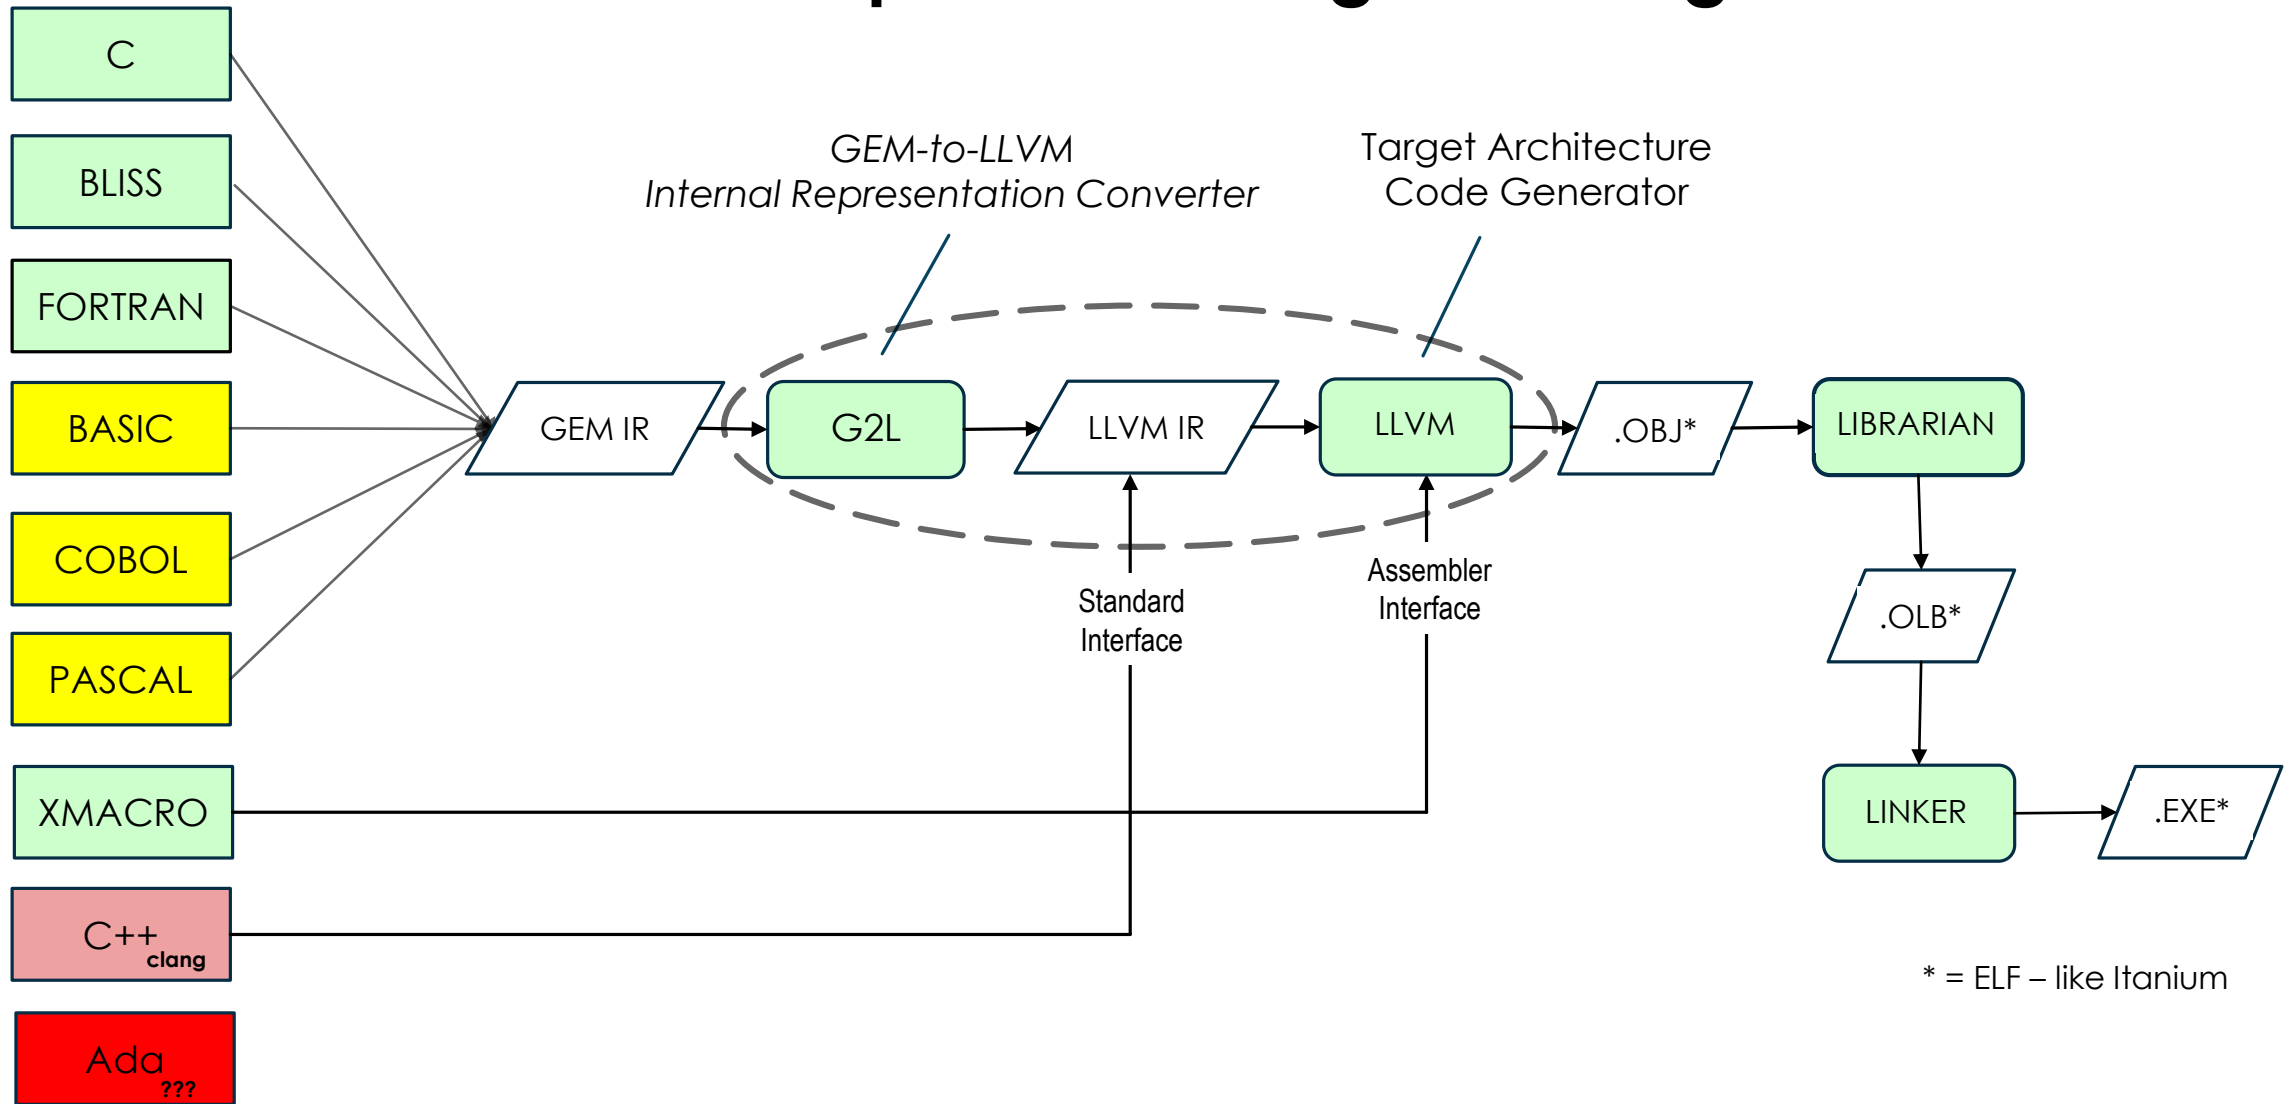 C
BLISS
FORTRAN
BASIC
COBOL
PASCAL
XMACRO
C++
clang
Ada
???
GEM-to-LLVM
Internal Representation Converter
Target Architecture
Code Generator
GEM IR
G2L
LLVM IR
LLVM
.OBJ*
LIBRARIAN
Standard
Interface
Assembler
Interface
.OLB*
LINKER
.EXE*
* = ELF – like Itanium